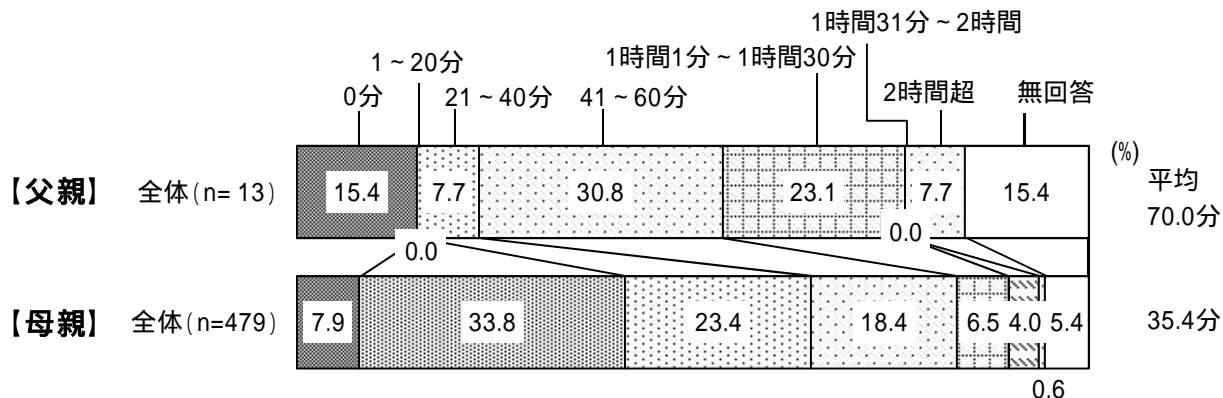 1時間31分～2時間
1～20分
1時間1分～1時間30分
0分
21～40分
41～60分
2時間超
無回答
(%)
【父親】 全体(n= 13)
15.4
7.7
30.8
23.1
7.7
15.4
平均
70.0分
0.0
0.0
【母親】 全体(n=479)
7.9
33.8
23.4
18.4
6.5
4.0
5.4
35.4分
0.6